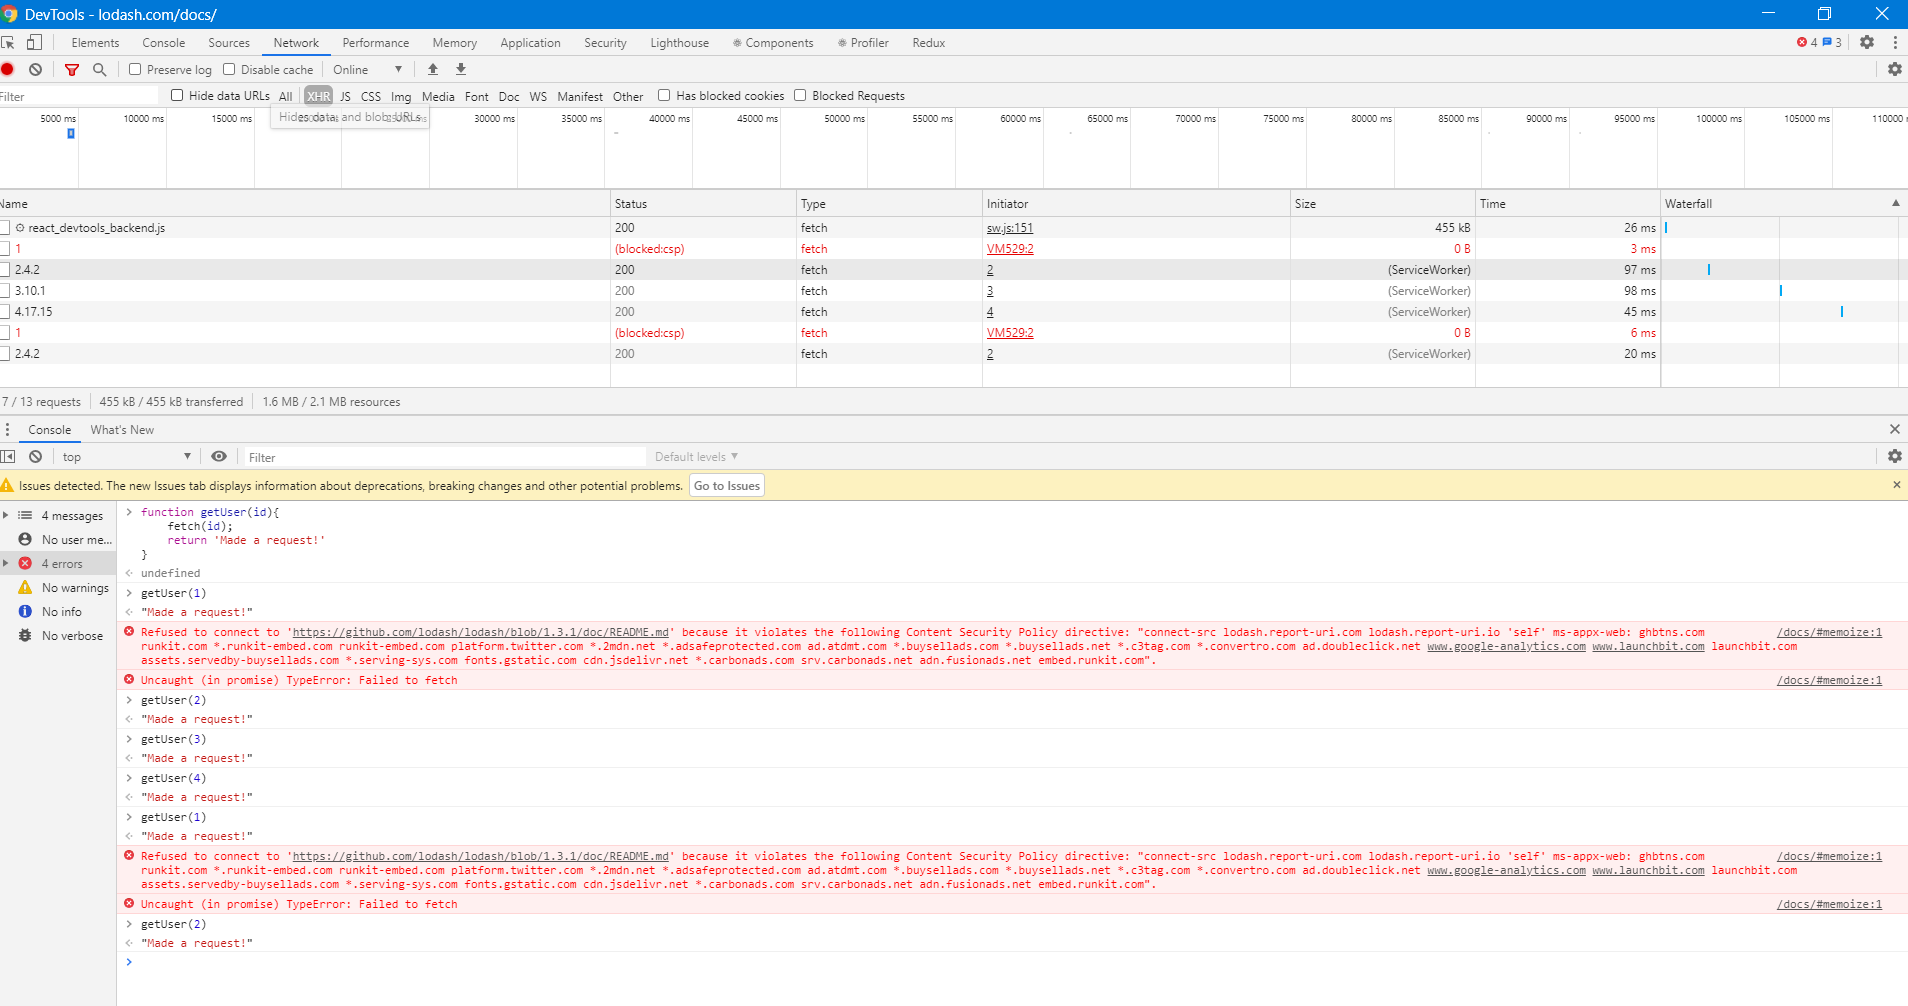 DevTools - lodash.com/docs/
Elements Console Sources Network Performance Memory Application Security Lighthouse Components Profiler Redux 4 3
Preserve log Disable cache Online
Filter Hide data URLs All XHR JS CSS Img Media Font Doc WS Manifest Other Has blocked cookies Blocked Requests
Hides data: and blob: URLs
5000 ms 10000 ms 15000 ms 30000 ms 35000 ms 40000 ms 45000 ms 50000 ms 55000 ms 60000 ms 65000 ms 70000 ms 75000 ms 80000 ms 85000 ms 90000 ms 95000 ms 100000 ms 105000 ms 110000
Name Status Type Initiator Size Time Waterfall
react_devtools_backend.js 200 fetch sw.js:151 455 kB 26 ms
1 (blocked:csp) fetch VM529:2 0 B 3 ms
2.4.2 200 fetch 2 (ServiceWorker) 97 ms
3.10.1 200 fetch 3 (ServiceWorker) 98 ms
4.17.15 200 fetch 4 (ServiceWorker) 45 ms
1 (blocked:csp) fetch VM529:2 0 B 6 ms
2.4.2 200 fetch 2 (ServiceWorker) 20 ms
7 / 13 requests 455 kB / 455 kB transferred 1.6 MB / 2.1 MB resources
Console What's New
top Filter Default levels
Issues detected. The new Issues tab displays information about deprecations, breaking changes and other potential problems. Go to Issues
4 messages
No user me...
4 errors
No warnings
No info
No verbose
function getUser(id){
fetch(id);
return 'Made a request!'
}
undefined
getUser(1)
"Made a request!"
Refused to connect to 'https://github.com/lodash/lodash/blob/1.3.1/doc/README.md' because it violates the following Content Security Policy directive: "connect-src lodash.report-uri.com lodash.report-uri.io 'self' ms-appx-web: ghbtns.com /docs/#memoize:1
runkit.com *.runkit-embed.com runkit-embed.com platform.twitter.com *.2mdn.net *.adsafeprotected.com ad.atdmt.com *.buysellads.com *.buysellads.net *.c3tag.com *.convertro.com ad.doubleclick.net www.google-analytics.com www.launchbit.com launchbit.com
assets.servedby-buysellads.com *.serving-sys.com fonts.gstatic.com cdn.jsdelivr.net *.carbonads.com srv.carbonads.net adn.fusionads.net embed.runkit.com".
Uncaught (in promise) TypeError: Failed to fetch /docs/#memoize:1
getUser(2)
"Made a request!"
getUser(3)
"Made a request!"
getUser(4)
"Made a request!"
getUser(1)
"Made a request!"
Refused to connect to 'https://github.com/lodash/lodash/blob/1.3.1/doc/README.md' because it violates the following Content Security Policy directive: "connect-src lodash.report-uri.com lodash.report-uri.io 'self' ms-appx-web: ghbtns.com /docs/#memoize:1
runkit.com *.runkit-embed.com runkit-embed.com platform.twitter.com *.2mdn.net *.adsafeprotected.com ad.atdmt.com *.buysellads.com *.buysellads.net *.c3tag.com *.convertro.com ad.doubleclick.net www.google-analytics.com www.launchbit.com launchbit.com
assets.servedby-buysellads.com *.serving-sys.com fonts.gstatic.com cdn.jsdelivr.net *.carbonads.com srv.carbonads.net adn.fusionads.net embed.runkit.com".
Uncaught (in promise) TypeError: Failed to fetch /docs/#memoize:1
getUser(2)
"Made a request!"